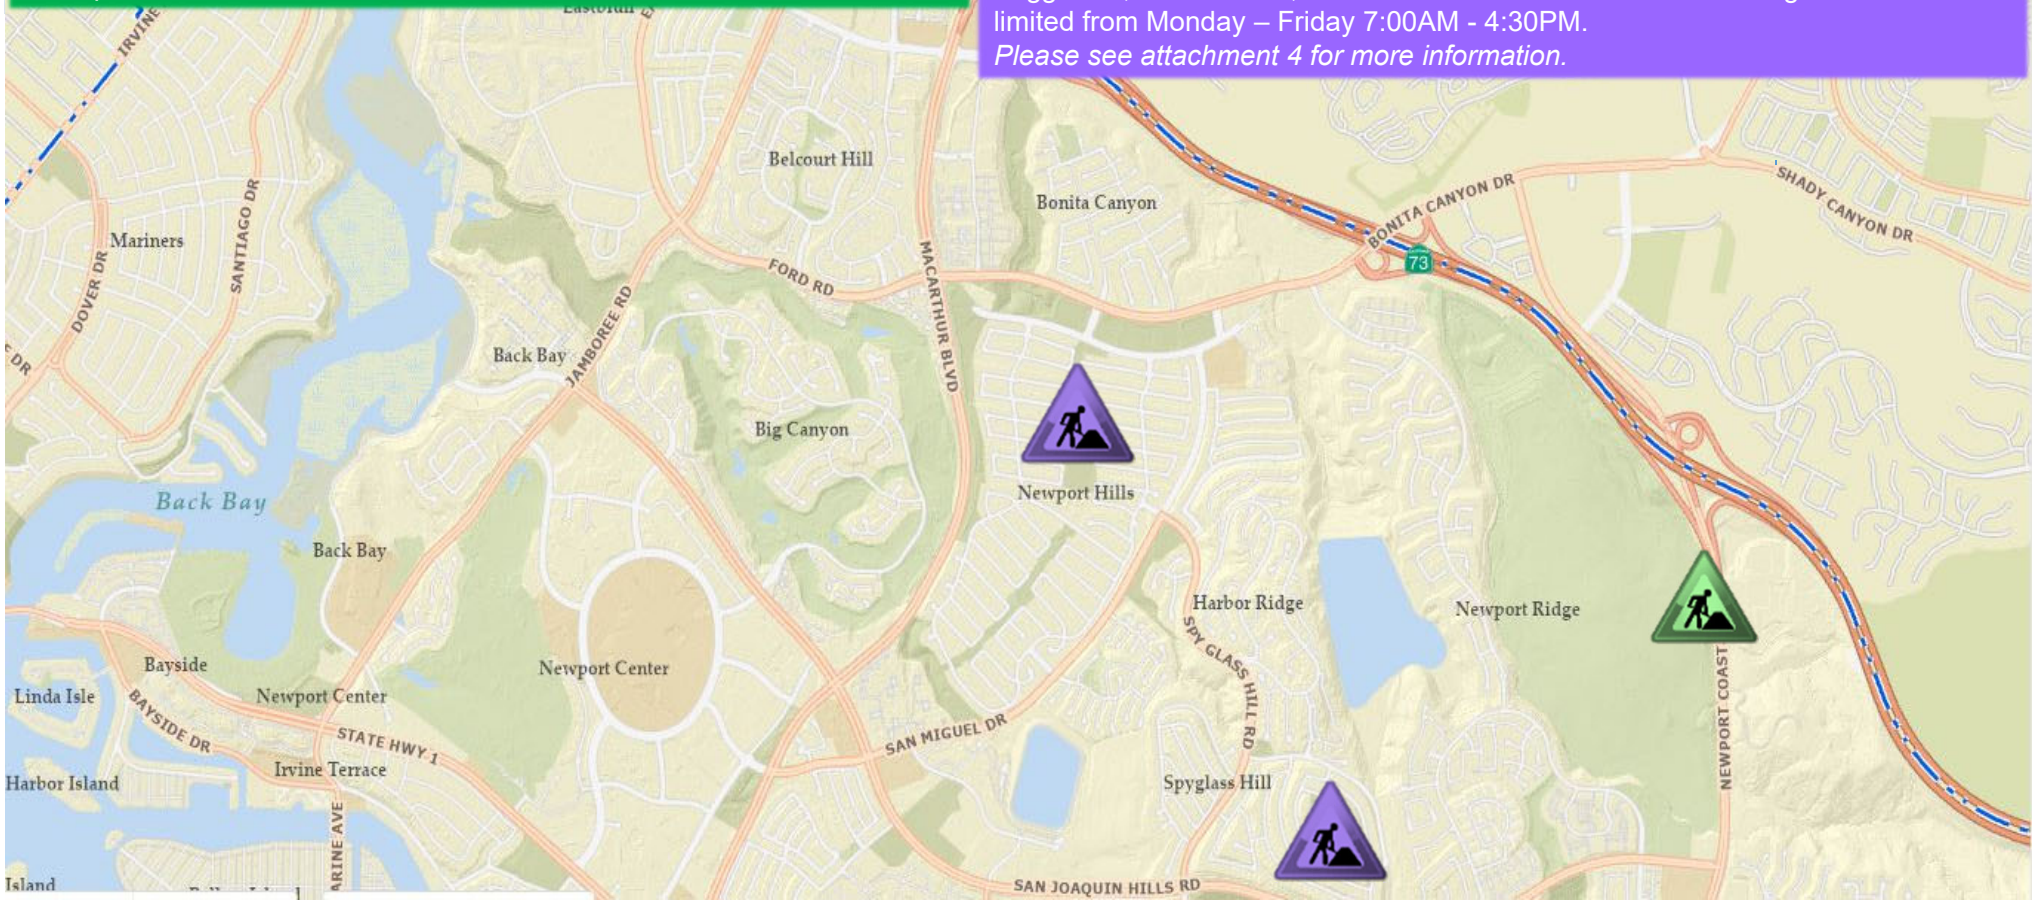 limited from Monday – Friday 7:00AM - 4:30PM.
Please see attachment 4 for more information.
IRVINE
Belcourt Hill
Bonita Canyon
BONITA CANYON DR
SHADY CANYON DR
Mariners
SANTIAGO DR
DOVER DR
73
FORD RD
MACARTHUR BLVD
JAMBOREE RD
DR
Back Bay
Big Canyon
Newport Hills
Back Bay
Back Bay
Harbor Ridge
Newport Ridge
SPY GLASS HILL RD
Bayside
Newport Center
Linda Isle
Newport Center
BAYSIDE DR
STATE HWY 1
SAN MIGUEL DR
NEWPORT COAST
Harbor Island
Irvine Terrace
Spyglass Hill
SAN JOAQUIN HILLS RD
Island